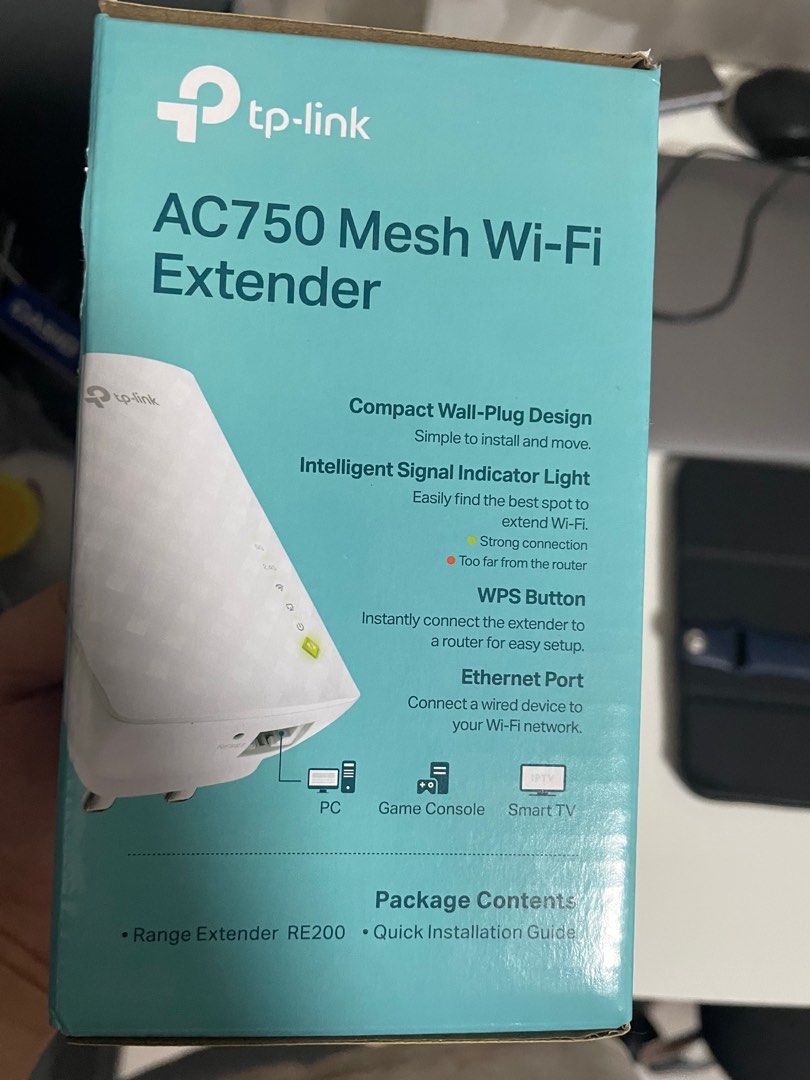 tp-link
AC750 Mesh Wi-Fi
Extender
tp-link
Compact Wall-Plug Design
Simple to install and move.
Intelligent Signal Indicator Light
Easily find the best spot to
extend Wi-Fi.
Strong connection
Too far from the router
WPS Button
Instantly connect the extender to
a router for easy setup.
Ethernet Port
Connect a wired device to
your Wi-Fi network.
5G
2.4G
IPTV
PC Game Console Smart TV
Package Contents
• Range Extender RE200 • Quick Installation Guide